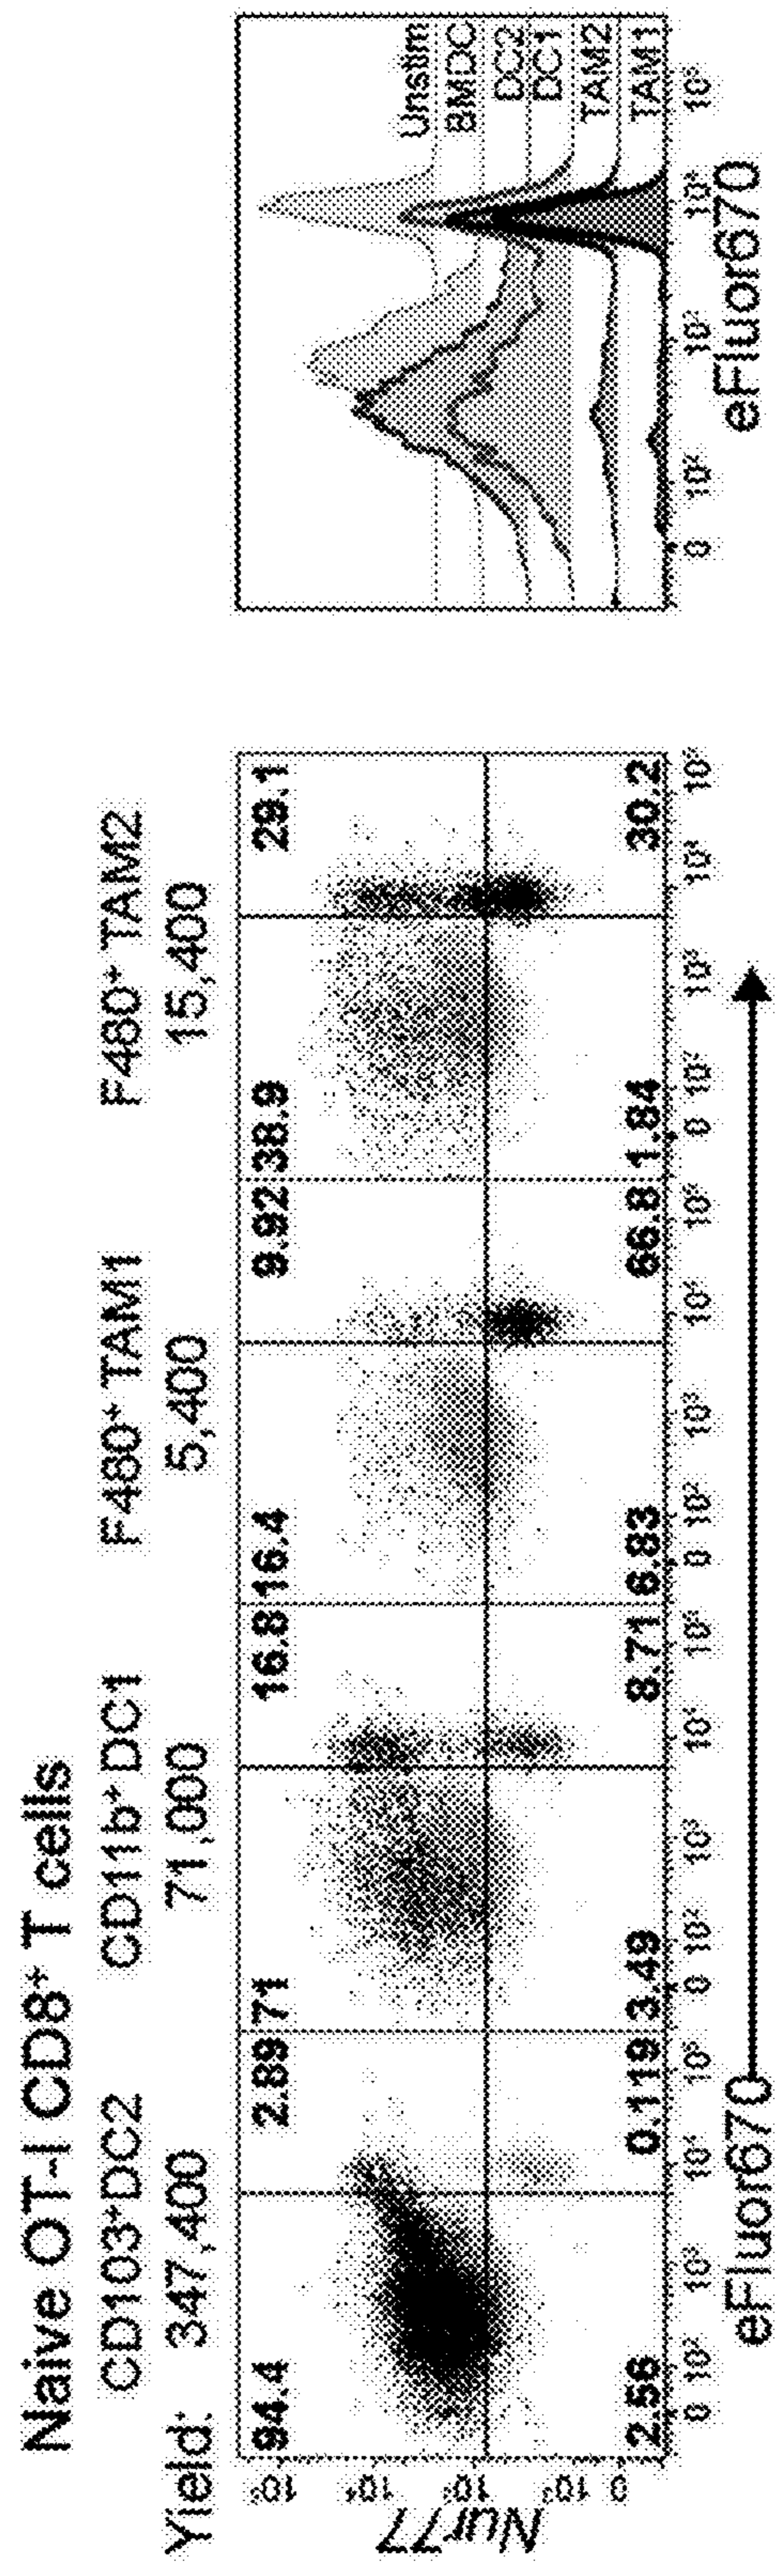 Naive OT-I CD8⁺ T cells
CD103⁺DC2 CD11b⁺ DC1 F480⁺ TAM1 F480⁺ TAM2
Yield: 347,400 71,000 5,400 15,400
94.4 2.89 71 16.8 16.4 9.92 38.9 29.1
Nur77
2.56 0.119 3.49 8.71 6.83 66.8 1.84 30.2
eFluor670
Unstim
BMDC
DC2
DC1
TAM2
TAM1
eFluor670